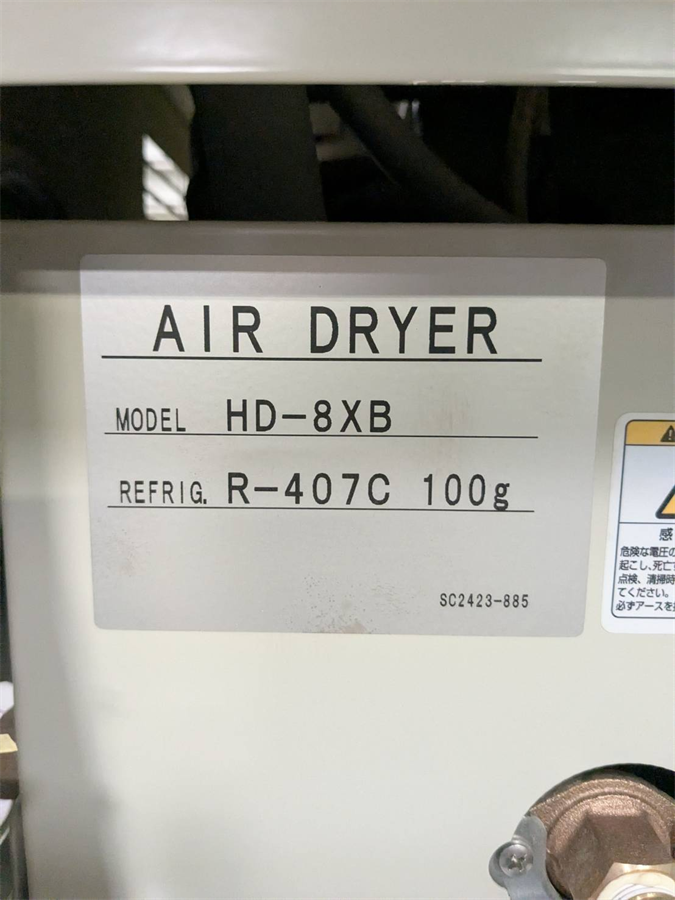 AIR DRYER
MODEL HD-8XB
REFRIG. R-407C 100g
SC2423-885
感
危険な電圧の
起こし、死亡
点検、清掃時
てください。
必ずアースを